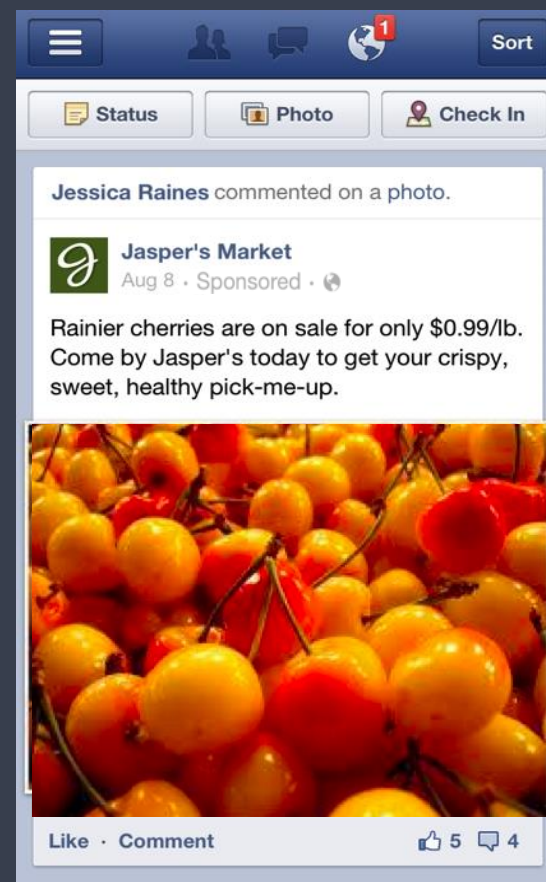 1
Sort
Status
Photo
Check In
Jessica Raines commented on a photo.
Jasper's Market
Aug 8 · Sponsored ·
Rainier cherries are on sale for only $0.99/lb.
Come by Jasper's today to get your crispy,
sweet, healthy pick-me-up.
Like · Comment 5 4